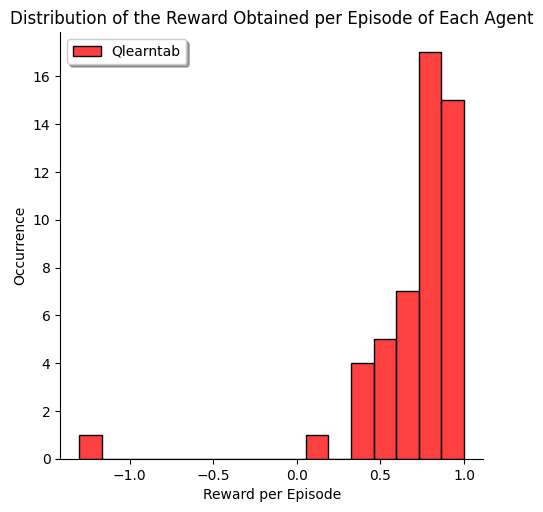 Distribution of the Reward Obtained per Episode of Each Agent
Qlearntab
16
14
12
10
8
6
4
2
0
Occurrence
−1.0 −0.5 0.0 0.5 1.0
Reward per Episode